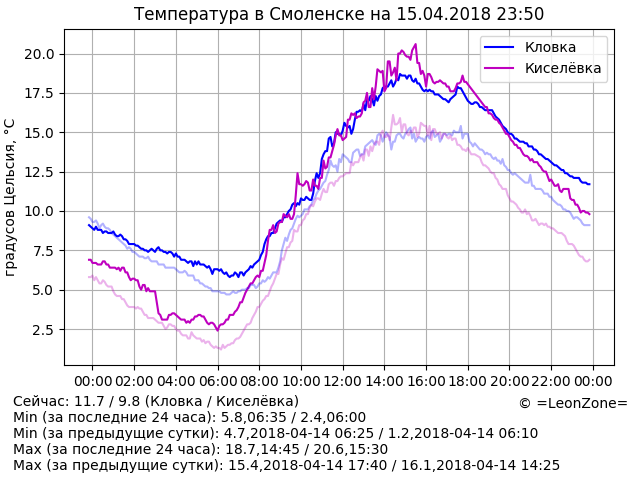 Температура в Смоленске на 15.04.2018 23:50
Кловка
Киселёвка
градусов Цельсия, °C
20.0
17.5
15.0
12.5
10.0
7.5
5.0
2.5
00:00 02:00 04:00 06:00 08:00 10:00 12:00 14:00 16:00 18:00 20:00 22:00 00:00
Сейчас: 11.7 / 9.8 (Кловка / Киселёвка)
© =LeonZone=
Min (за последние 24 часа): 5.8,06:35 / 2.4,06:00
Min (за предыдущие сутки): 4.7,2018-04-14 06:25 / 1.2,2018-04-14 06:10
Max (за последние 24 часа): 18.7,14:45 / 20.6,15:30
Max (за предыдущие сутки): 15.4,2018-04-14 17:40 / 16.1,2018-04-14 14:25